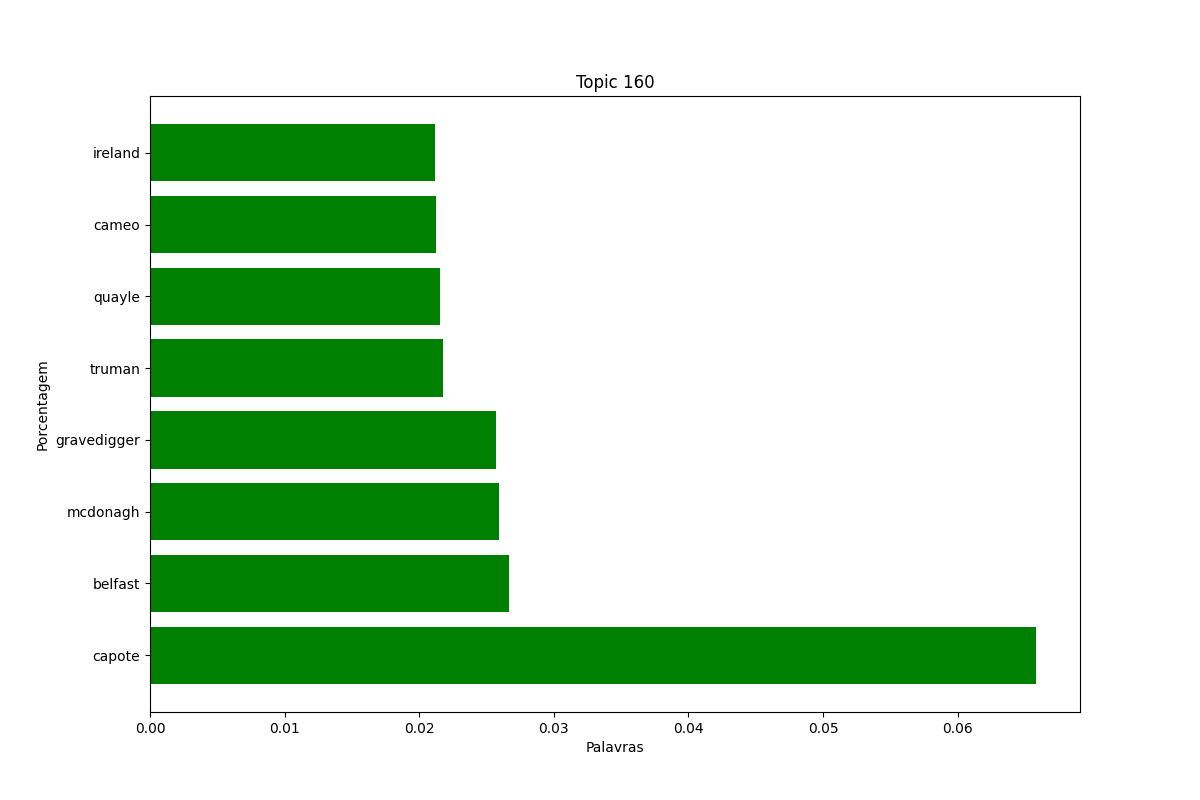 Topic 160
ireland
cameo
quayle
truman
gravedigger
mcdonagh
belfast
capote
Porcentagem
0.00 0.01 0.02 0.03 0.04 0.05 0.06
Palavras